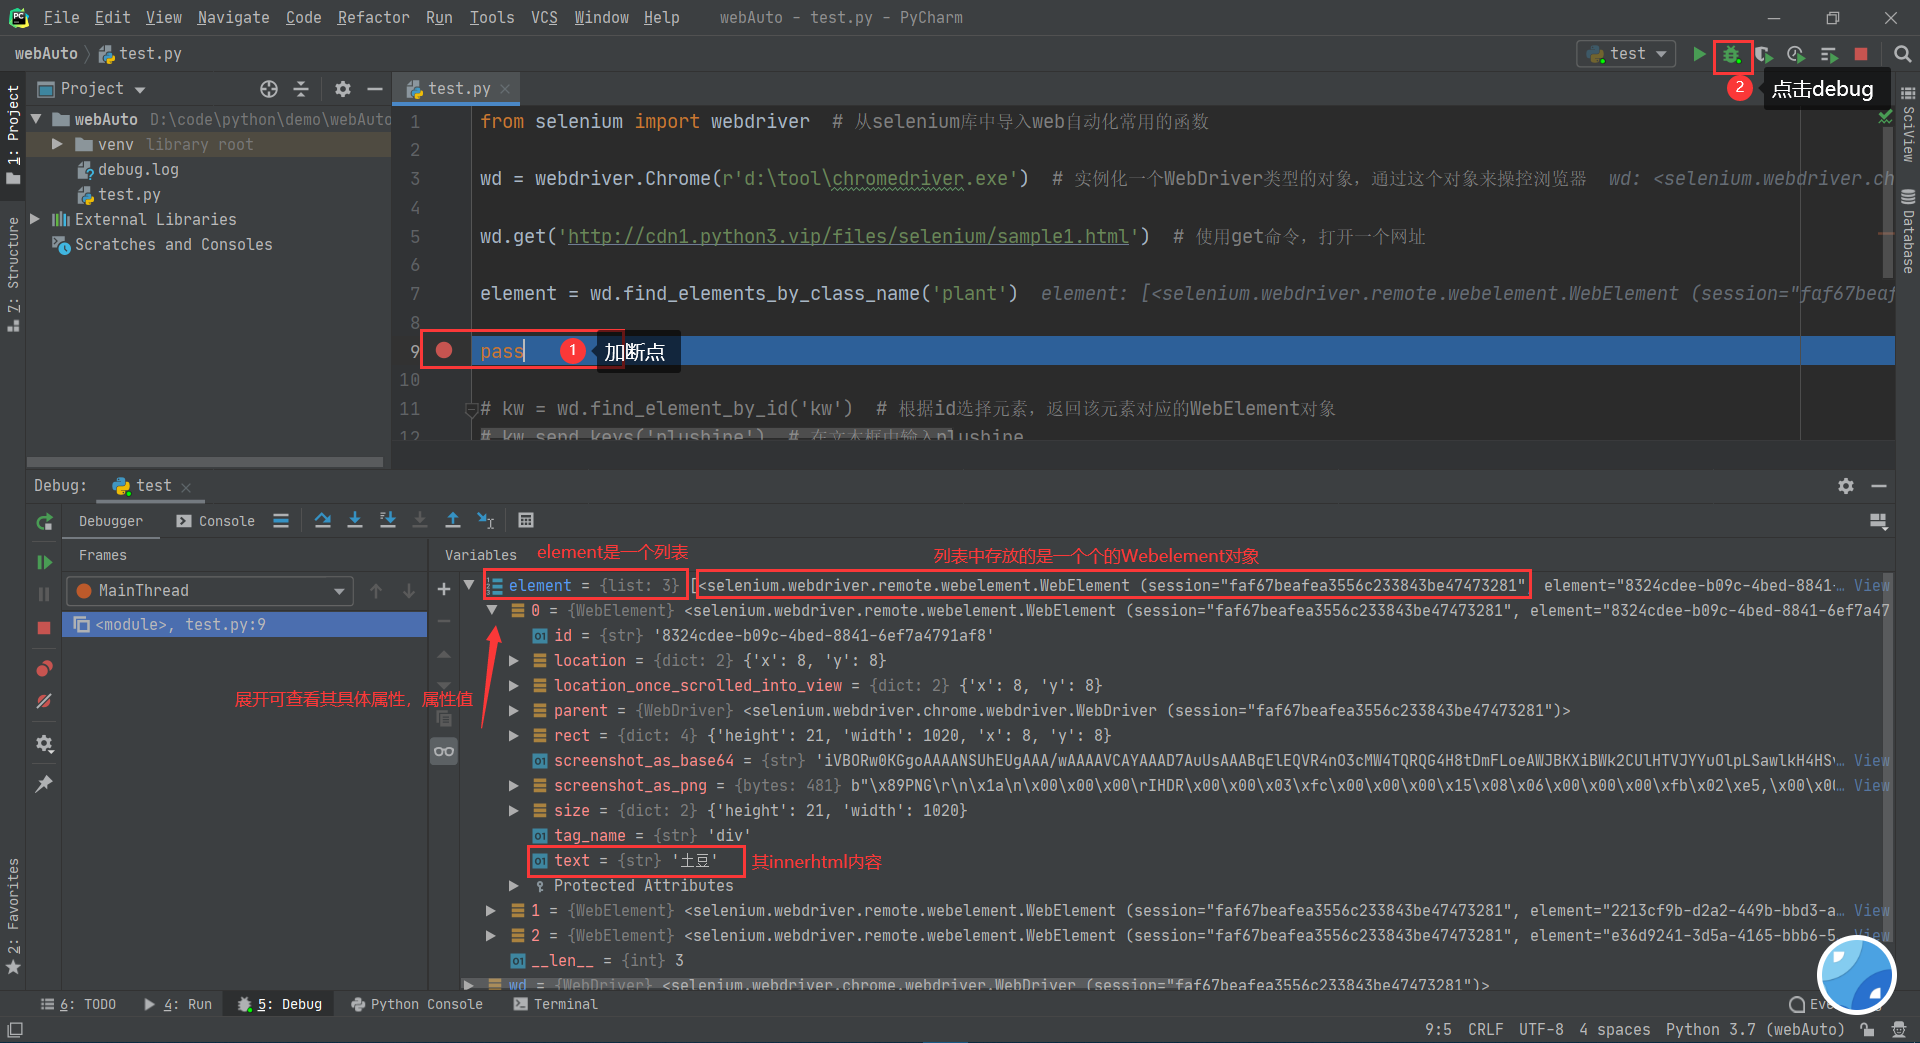 File Edit View Navigate Code Refactor Run Tools VCS Window Help webAuto - test.py - PyCharm
webAuto test.py test
2 点击debug
Project test.py
webAuto D:\code\python\demo\webAuto
venv library root
debug.log
test.py
External Libraries
Scratches and Consoles
1: Project
Z: Structure
2: Favorites
SciView
Database
1 from selenium import webdriver # 从selenium库中导入web自动化常用的函数
2
3 wd = webdriver.Chrome(r'd:\tool\chromedriver.exe') # 实例化一个WebDriver类型的对象，通过这个对象来操控浏览器 wd: <selenium.webdriver.ch
4
5 wd.get('http://cdn1.python3.vip/files/selenium/sample1.html') # 使用get命令，打开一个网址
6
7 element = wd.find_elements_by_class_name('plant') element: [<selenium.webdriver.remote.webelement.WebElement (session="faf67beaf
8
9 pass 1 加断点
10
11 # kw = wd.find_element_by_id('kw') # 根据id选择元素，返回该元素对应的WebElement对象
12 # kw.send_keys('plushine') # 在文本框中输入plushine
Debug: test
Debugger Console
Frames Variables element是一个列表 列表中存放的是一个个的Webelement对象
MainThread
<module>, test.py:9
展开可查看其具体属性，属性值
element = {list: 3} [<selenium.webdriver.remote.webelement.WebElement (session="faf67beafea3556c233843be47473281", element="8324cdee-b09c-4bed-8841-... View
0 = {WebElement} <selenium.webdriver.remote.webelement.WebElement (session="faf67beafea3556c233843be47473281", element="8324cdee-b09c-4bed-8841-6ef7a47
id = {str} '8324cdee-b09c-4bed-8841-6ef7a4791af8'
location = {dict: 2} {'x': 8, 'y': 8}
location_once_scrolled_into_view = {dict: 2} {'x': 8, 'y': 8}
parent = {WebDriver} <selenium.webdriver.chrome.webdriver.WebDriver (session="faf67beafea3556c233843be47473281")>
rect = {dict: 4} {'height': 21, 'width': 1020, 'x': 8, 'y': 8}
screenshot_as_base64 = {str} 'iVBORw0KGgoAAAANSUhEUgAAA/wAAAAVCAYAAAD7AuUsAAABqElEQVR4nO3cMW4TQRQG4H8tDmFLoeAWJBKXiBWk2CUlHTVJYYuOlpLSawlkH4HS... View
screenshot_as_png = {bytes: 481} b"\x89PNG\r\n\x1a\n\x00\x00\x00\rIHDR\x00\x00\x03\xfc\x00\x00\x00\x15\x08\x06\x00\x00\x00\xfb\x02\xe5,\x00\x0... View
size = {dict: 2} {'height': 21, 'width': 1020}
tag_name = {str} 'div'
text = {str} '土豆' 其innerhtml内容
Protected Attributes
1 = {WebElement} <selenium.webdriver.remote.webelement.WebElement (session="faf67beafea3556c233843be47473281", element="2213cf9b-d2a2-449b-bbd3-a... View
2 = {WebElement} <selenium.webdriver.remote.webelement.WebElement (session="faf67beafea3556c233843be47473281", element="e36d9241-3d5a-4165-bbb6-5... View
__len__ = {int} 3
wd = {WebDriver} <selenium.webdriver.chrome.webdriver.WebDriver (session="faf67beafea3556c233843be47473281")>
6: TODO 4: Run 5: Debug Python Console Terminal
9:5 CRLF UTF-8 4 spaces Python 3.7 (webAuto)